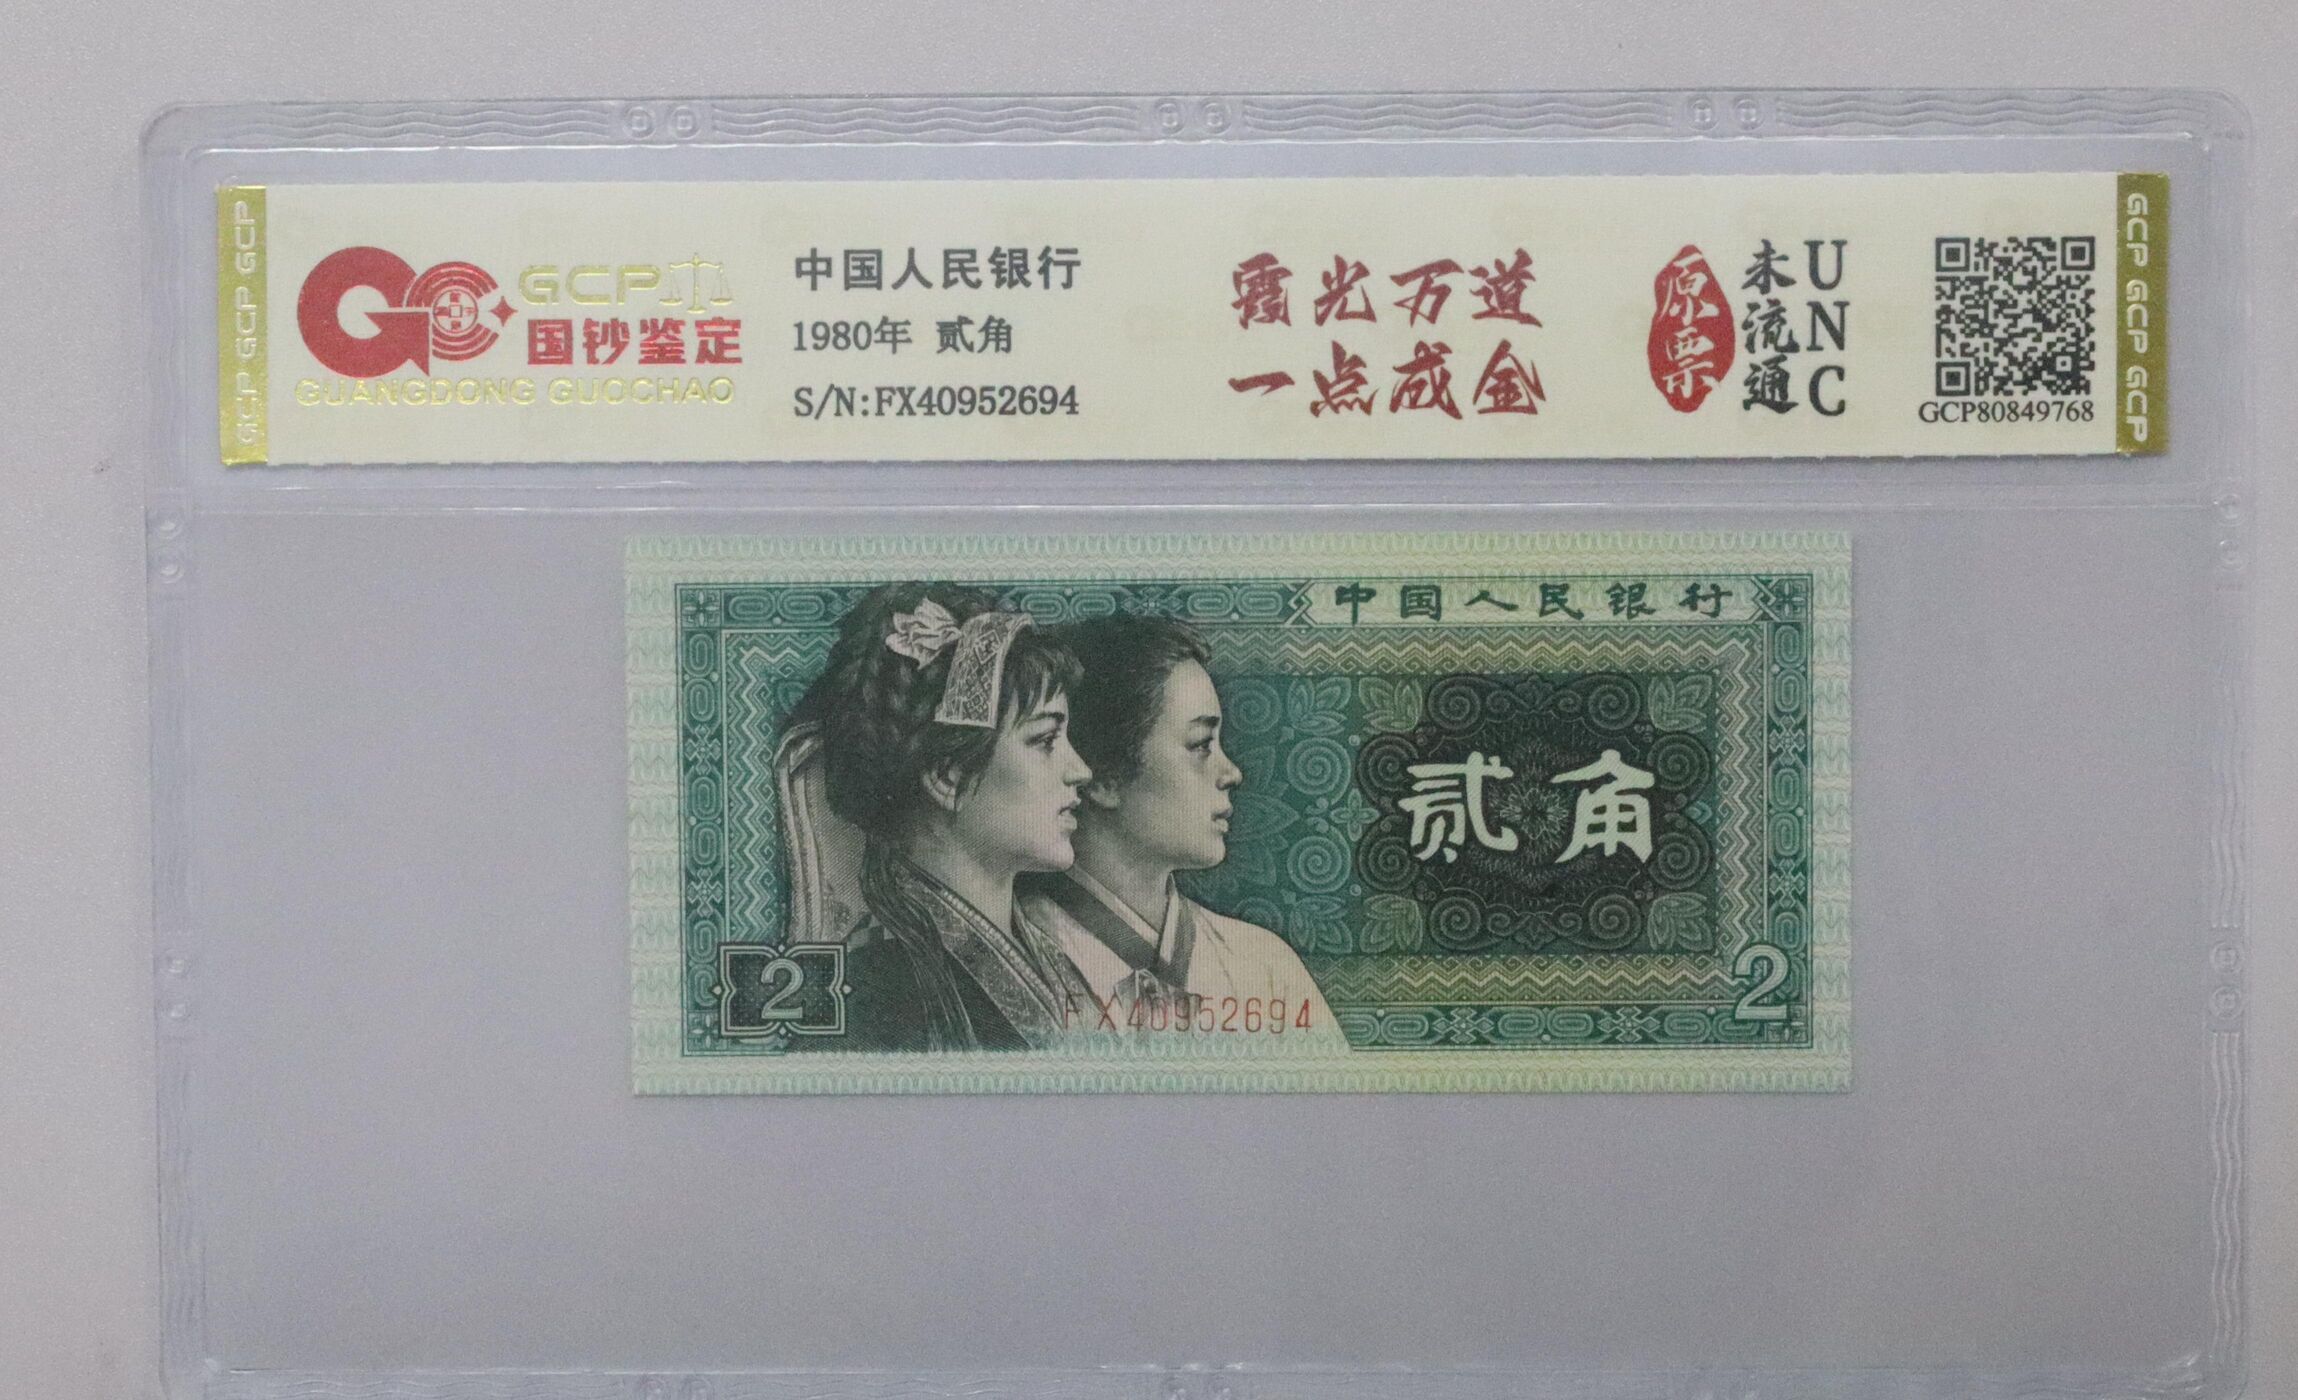 GCP GCP GCP
GCP
国钞鉴定
GUANGDONG GUOCHAO
中国人民银行
1980年 贰角
S/N:FX40952694
霞光万道
一点成金
原票
未流通
UNC
GCP80849768
GCP GCP GCP
中国人民银行
贰角
2
2
FX40952694